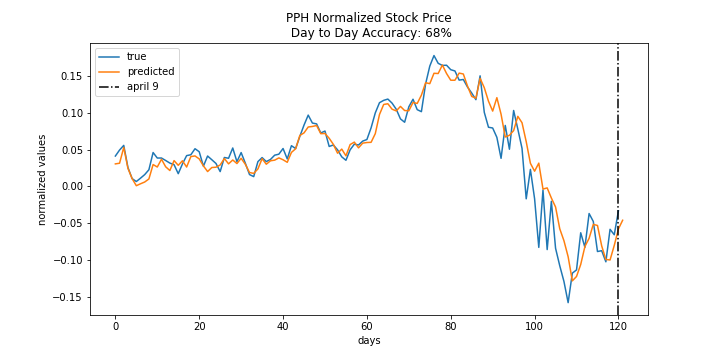 PPH Normalized Stock Price
Day to Day Accuracy: 68%
true
predicted
april 9
normalized values
0.15
0.10
0.05
0.00
−0.05
−0.10
−0.15
0 20 40 60 80 100 120
days